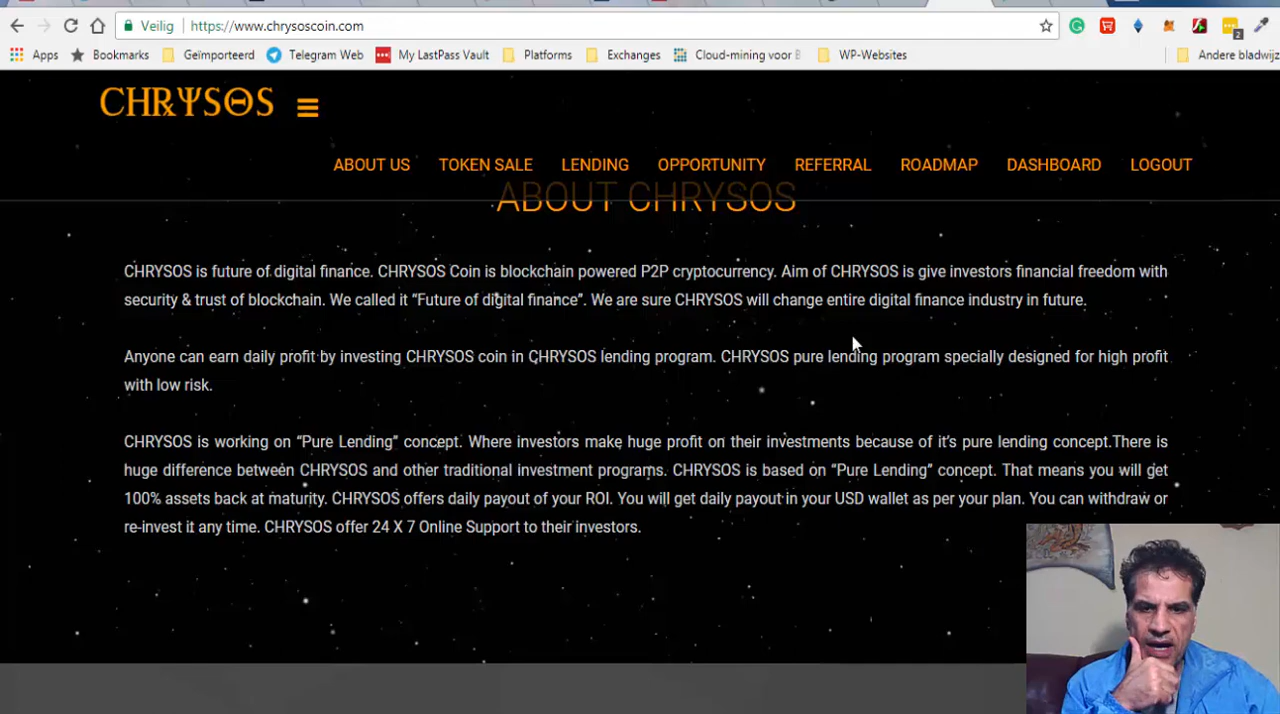 Veilig
https://www.chrysoscoin.com
2
Apps
Bookmarks
Geïmporteerd
Telegram Web
My LastPass Vault
Platforms
Exchanges
Cloud-mining voor B
WP-Websites
Andere bladwijz
CHRYSOS
ABOUT US
TOKEN SALE
LENDING
OPPORTUNITY
REFERRAL
ROADMAP
DASHBOARD
LOGOUT
ABOUT CHRYSOS
CHRYSOS is future of digital finance. CHRYSOS Coin is blockchain powered P2P cryptocurrency. Aim of CHRYSOS is give investors financial freedom with
security & trust of blockchain. We called it “Future of digital finance”. We are sure CHRYSOS will change entire digital finance industry in future.
Anyone can earn daily profit by investing CHRYSOS coin in CHRYSOS lending program. CHRYSOS pure lending program specially designed for high profit
with low risk.
CHRYSOS is working on “Pure Lending” concept. Where investors make huge profit on their investments because of it’s pure lending concept.There is
huge difference between CHRYSOS and other traditional investment programs. CHRYSOS is based on “Pure Lending” concept. That means you will get
100% assets back at maturity. CHRYSOS offers daily payout of your ROI. You will get daily payout in your USD wallet as per your plan. You can withdraw or
re-invest it any time. CHRYSOS offer 24 X 7 Online Support to their investors.